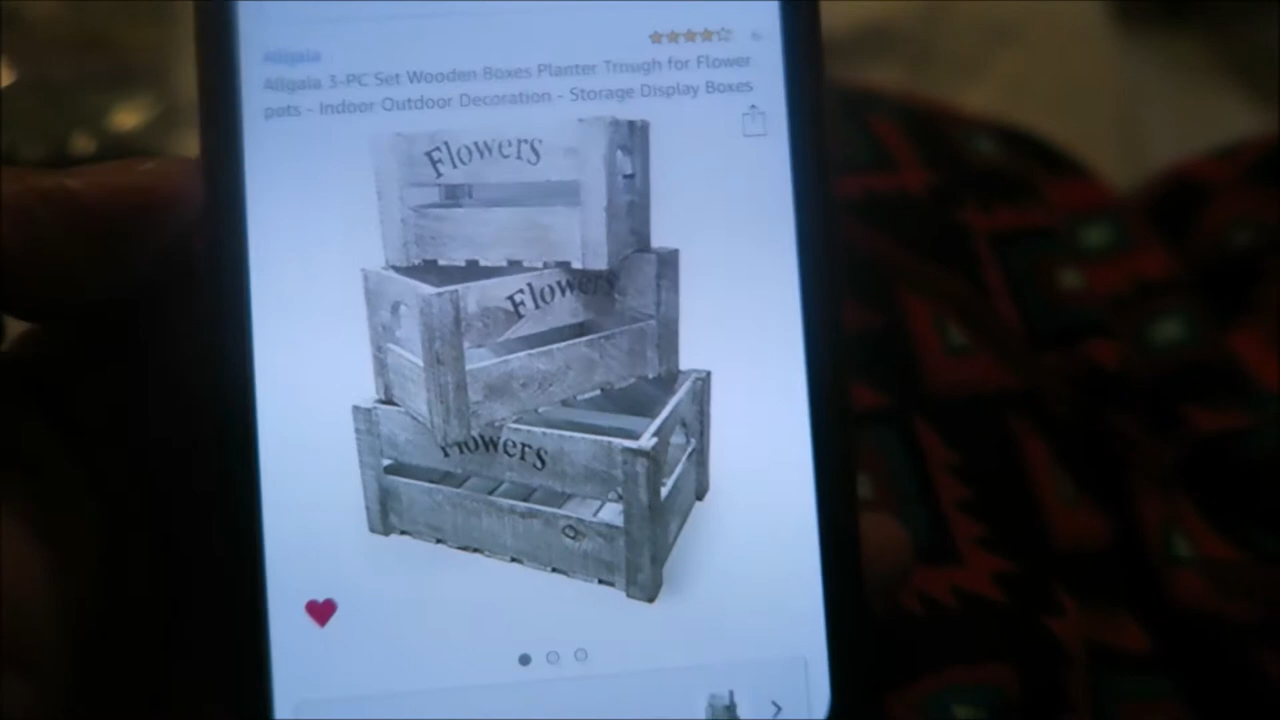 Allgala
Allgala 3-PC Set Wooden Boxes Planter Trough for Flower
pots - Indoor Outdoor Decoration - Storage Display Boxes
Flowers
Flowers
Flowers